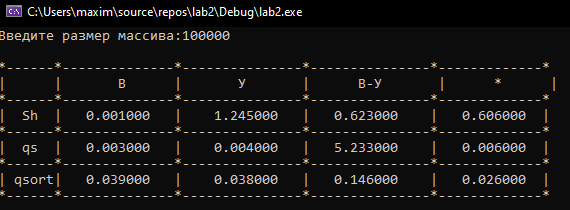 C:\Users\maxim\source\repos\lab2\Debug\lab2.exe
Введите размер массива:100000
*------*--------------*--------------*--------------*-------------*
|      |       В      |       У      |      В-У      |      *      |
*------*--------------*--------------*--------------*-------------*
|  Sh  |   0.001000   |    1.245000  |    0.623000  |   0.606000  |
*------*--------------*--------------*--------------*-------------*
|  qs  |   0.003000   |    0.004000  |    5.233000  |   0.006000  |
*------*--------------*--------------*--------------*-------------*
| qsort|   0.039000   |    0.038000  |    0.146000  |   0.026000  |
*------*--------------*--------------*--------------*-------------*